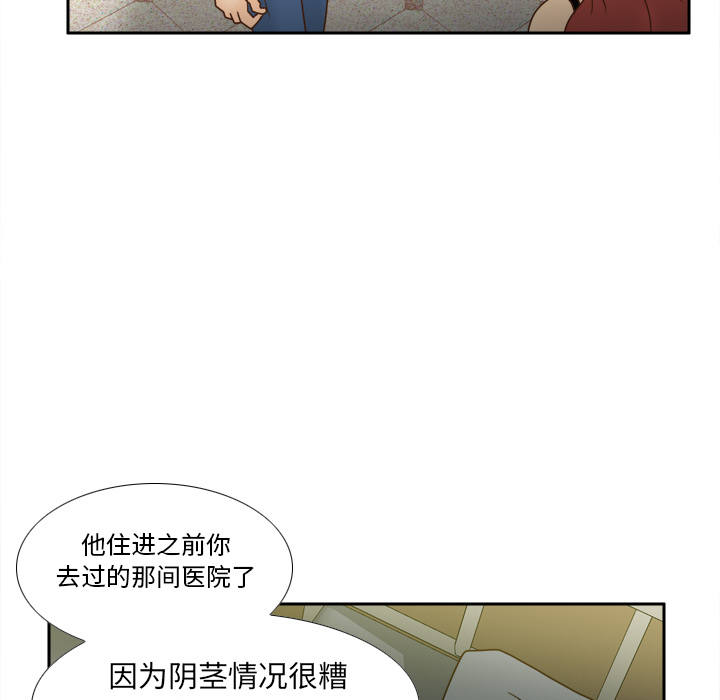 他住进之前你
去过的那间医院了
因为阴茎情况很糟